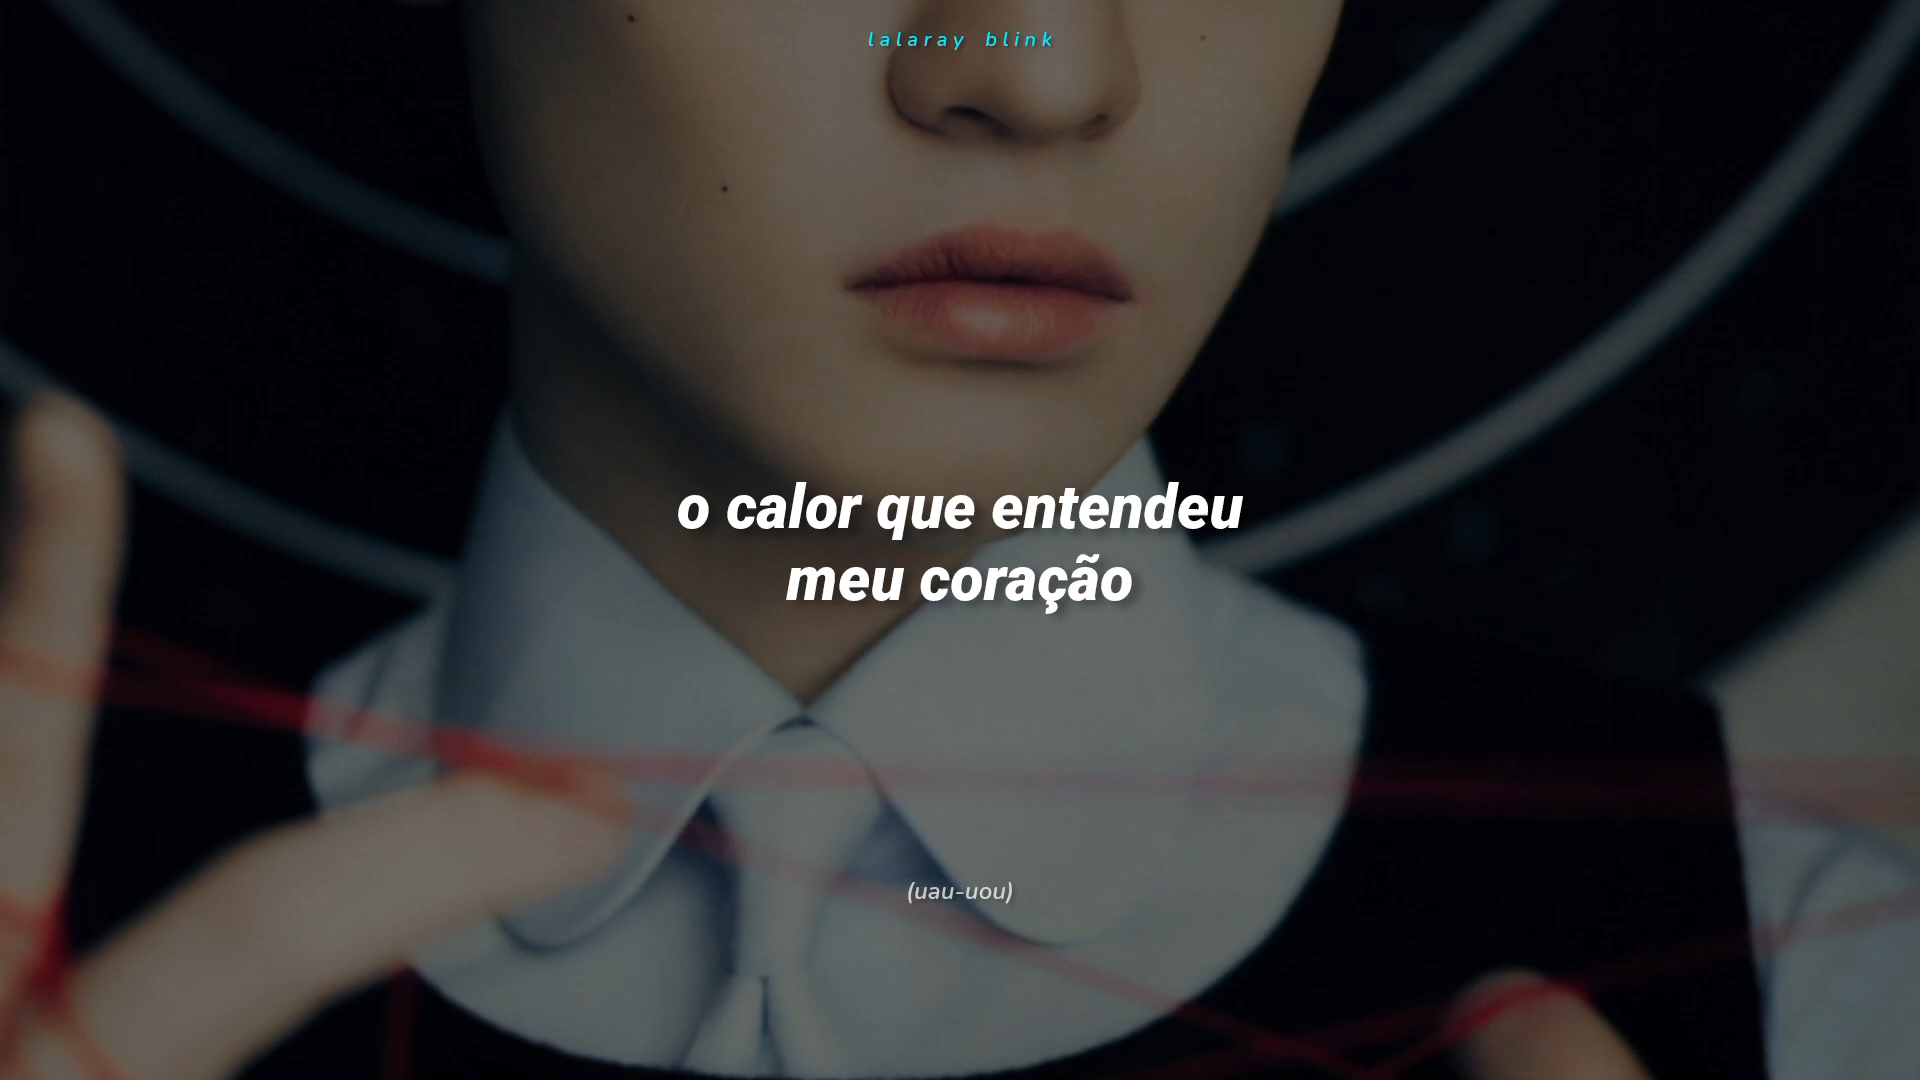 lalaray blink
o calor que entendeu
meu coração
(uau-uou)